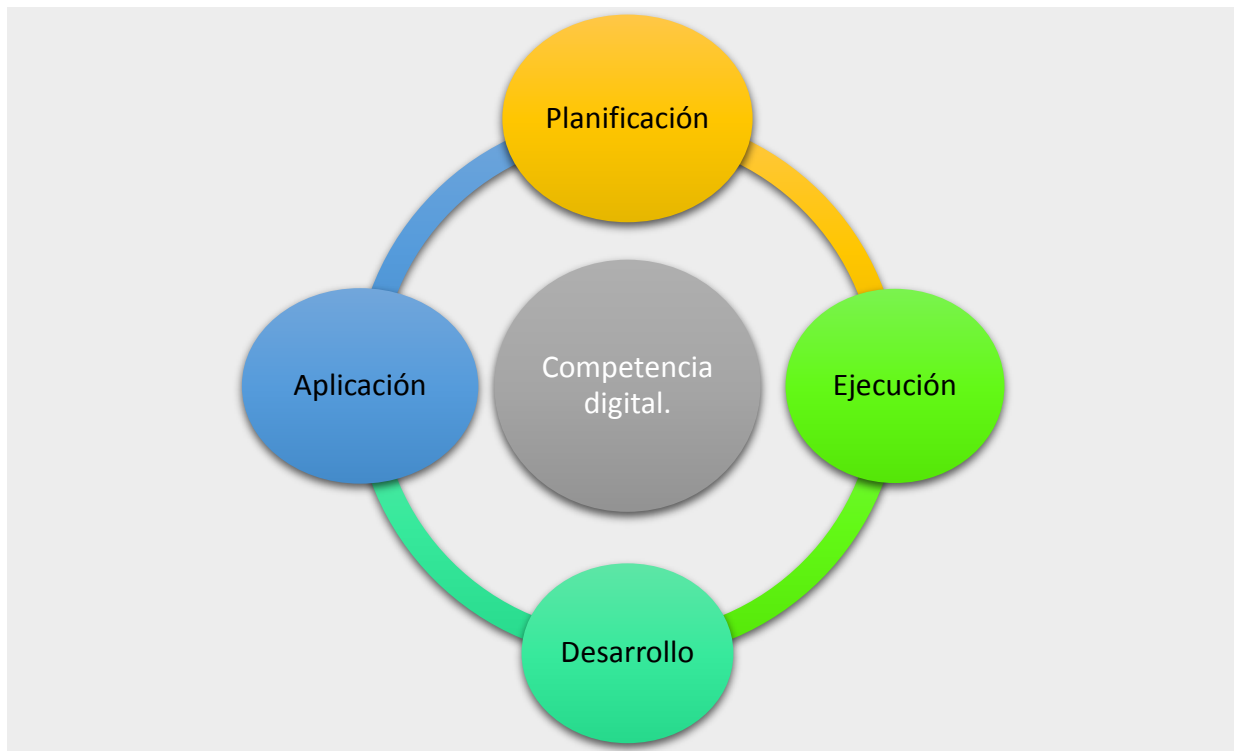 Planificación
Aplicación
Competencia
digital.
Ejecución
Desarrollo